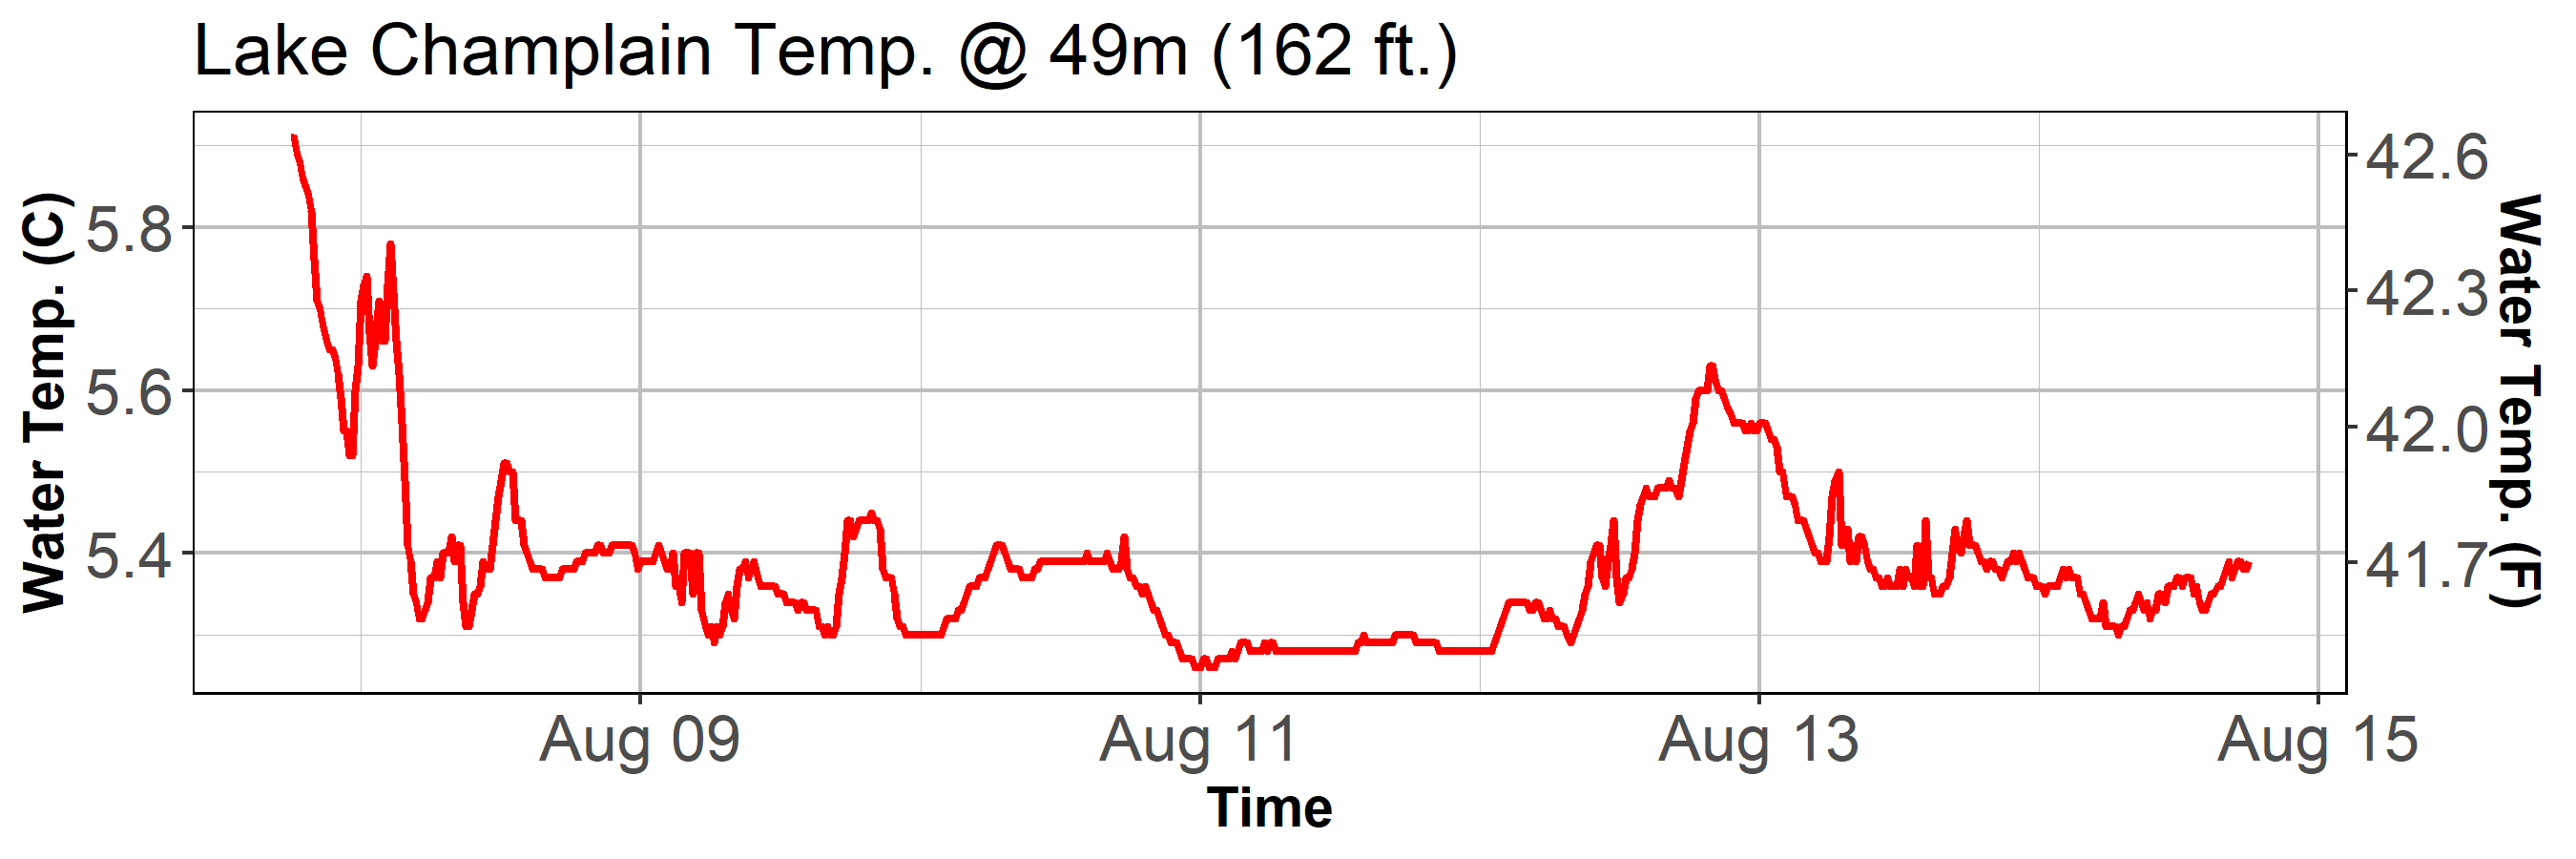 Lake Champlain Temp. @ 49m (162 ft.)
Water Temp. (C)
5.8
5.6
5.4
42.6
42.3
42.0
41.7
Water Temp. (F)
Aug 09 Aug 11 Aug 13 Aug 15
Time